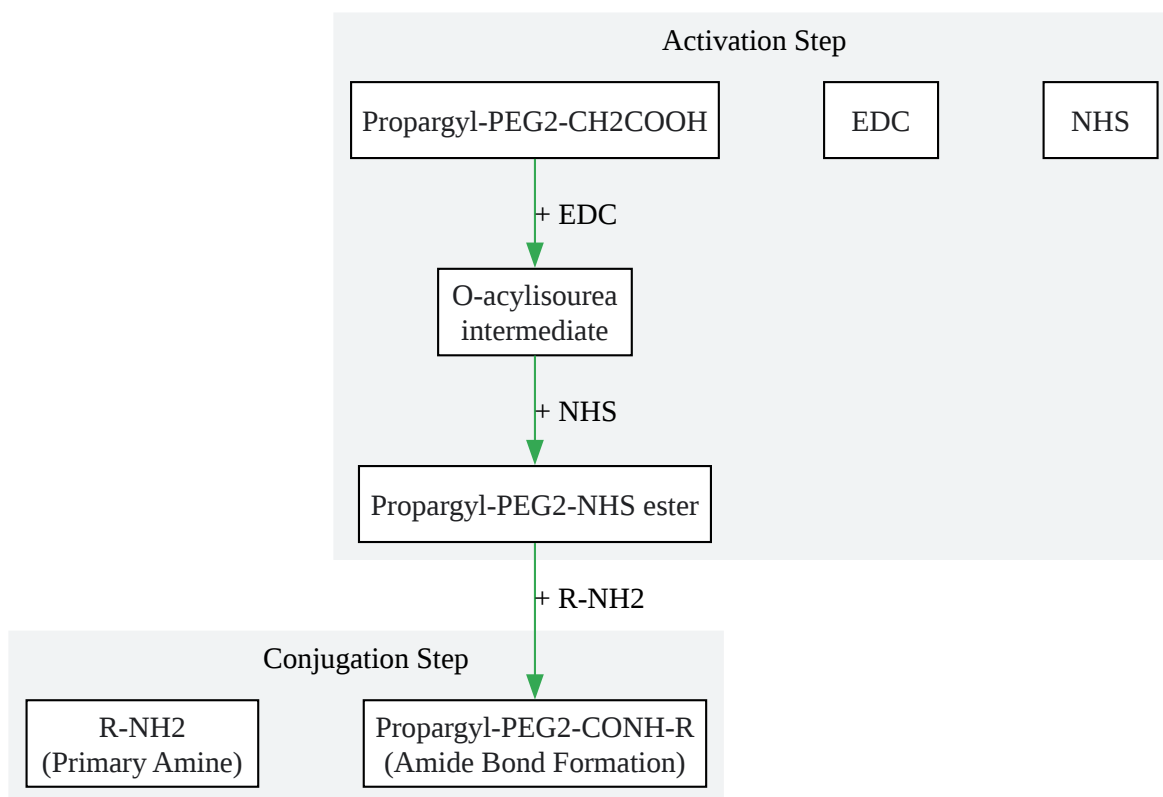 Activation Step
Propargyl-PEG2-CH2COOH
EDC
NHS
+ EDC
O-acylisourea
intermediate
+ NHS
Propargyl-PEG2-NHS ester
+ R-NH2
Conjugation Step
R-NH2
(Primary Amine)
Propargyl-PEG2-CONH-R
(Amide Bond Formation)